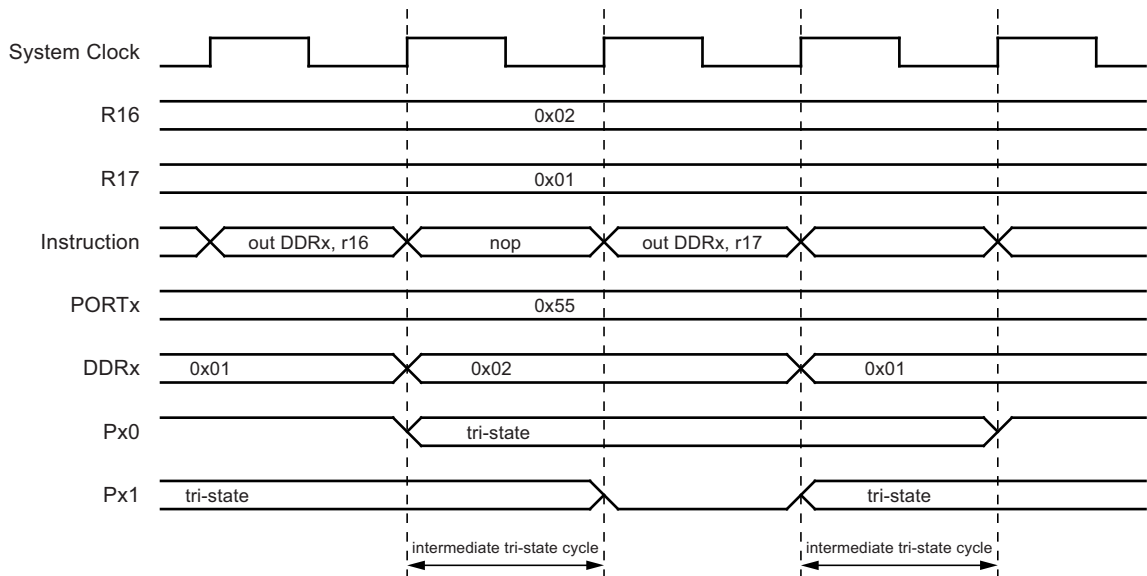 System Clock
R16
0x02
R17
0x01
Instruction
out DDRx, r16
nop
out DDRx, r17
PORTx
0x55
DDRx
0x01
0x02
0x01
Px0
tri-state
Px1
tri-state
tri-state
intermediate tri-state cycle
intermediate tri-state cycle